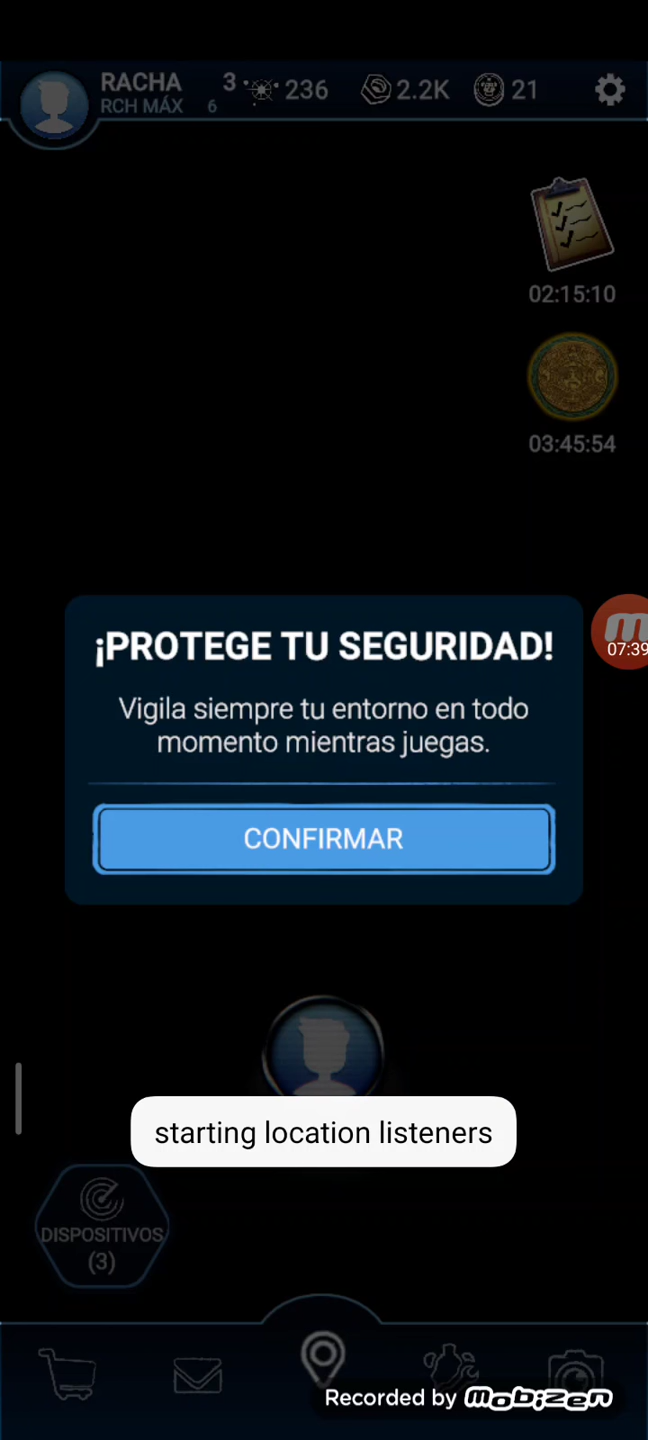 RACHA 3 236 2.2K 21
RCH MÁX 6
02:15:10
03:45:54
¡PROTEGE TU SEGURIDAD!
Vigila siempre tu entorno en todo
momento mientras juegas.
07:39
CONFIRMAR
starting location listeners
DISPOSITIVOS
(3)
Recorded by mobizen